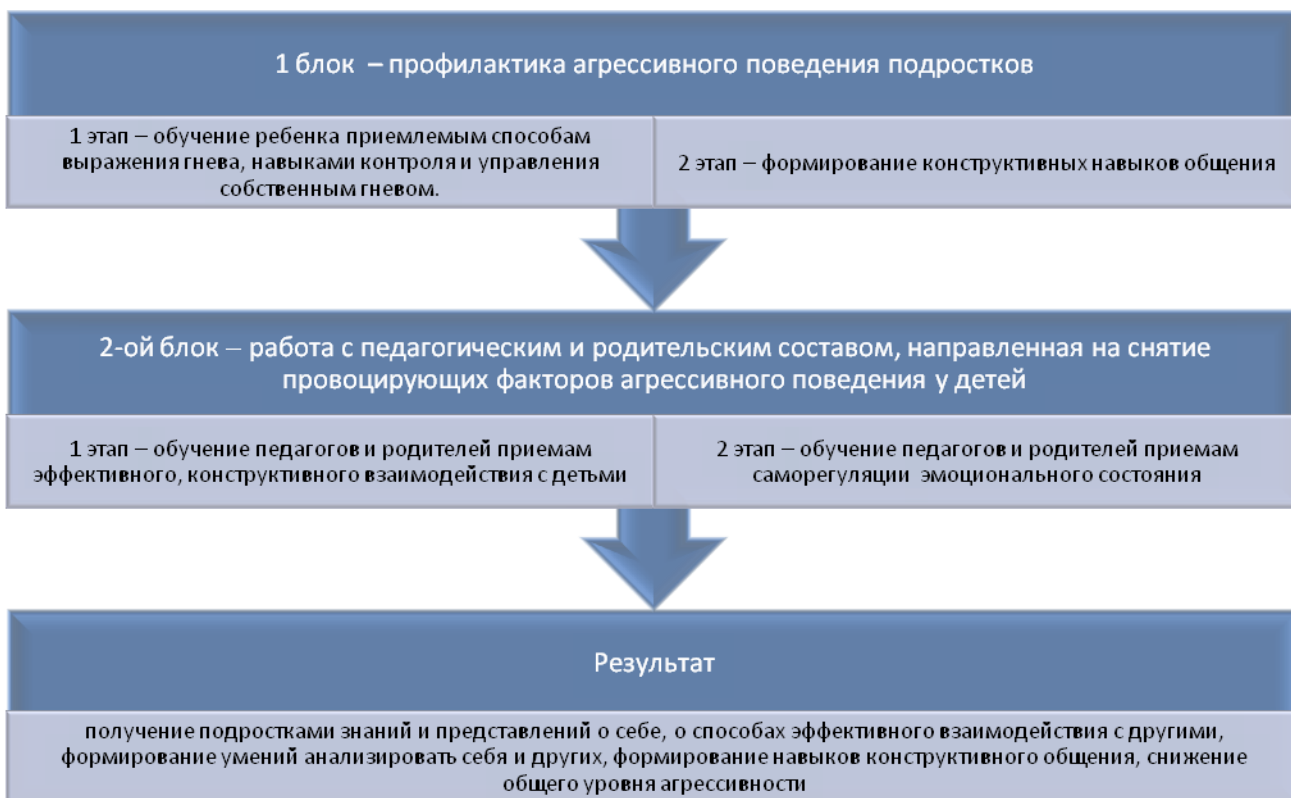 1 блок – профилактика агрессивного поведения подростков
1 этап – обучение ребенка приемлемым способам
выражения гнева, навыками контроля и управления
собственным гневом.
2 этап – формирование конструктивных навыков общения
2-ой блок – работа с педагогическим и родительским составом, направленная на снятие
провоцирующих факторов агрессивного поведения у детей
1 этап – обучение педагогов и родителей приемам
эффективного, конструктивного взаимодействия с детьми
2 этап – обучение педагогов и родителей приемам
саморегуляции эмоционального состояния
Результат
получение подростками знаний и представлений о себе, о способах эффективного взаимодействия с другими,
формирование умений анализировать себя и других, формирование навыков конструктивного общения, снижение
общего уровня агрессивности